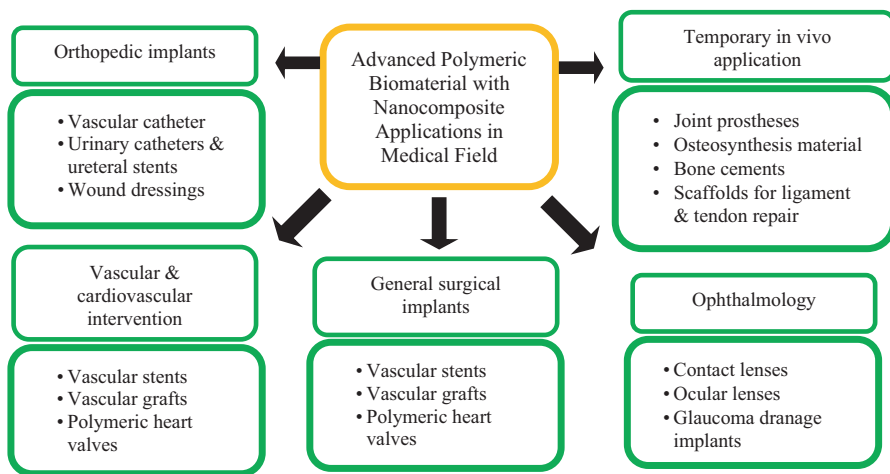 Orthopedic implants
• Vascular catheter
• Urinary catheters &
ureteral stents
• Wound dressings
Advanced Polymeric
Biomaterial with
Nanocomposite
Applications in
Medical Field
Temporary in vivo
application
• Joint prostheses
• Osteosynthesis material
• Bone cements
• Scaffolds for ligament
& tendon repair
Vascular &
cardiovascular
intervention
• Vascular stents
• Vascular grafts
• Polymeric heart
valves
General surgical
implants
• Vascular stents
• Vascular grafts
• Polymeric heart
valves
Ophthalmology
• Contact lenses
• Ocular lenses
• Glaucoma dranage
implants